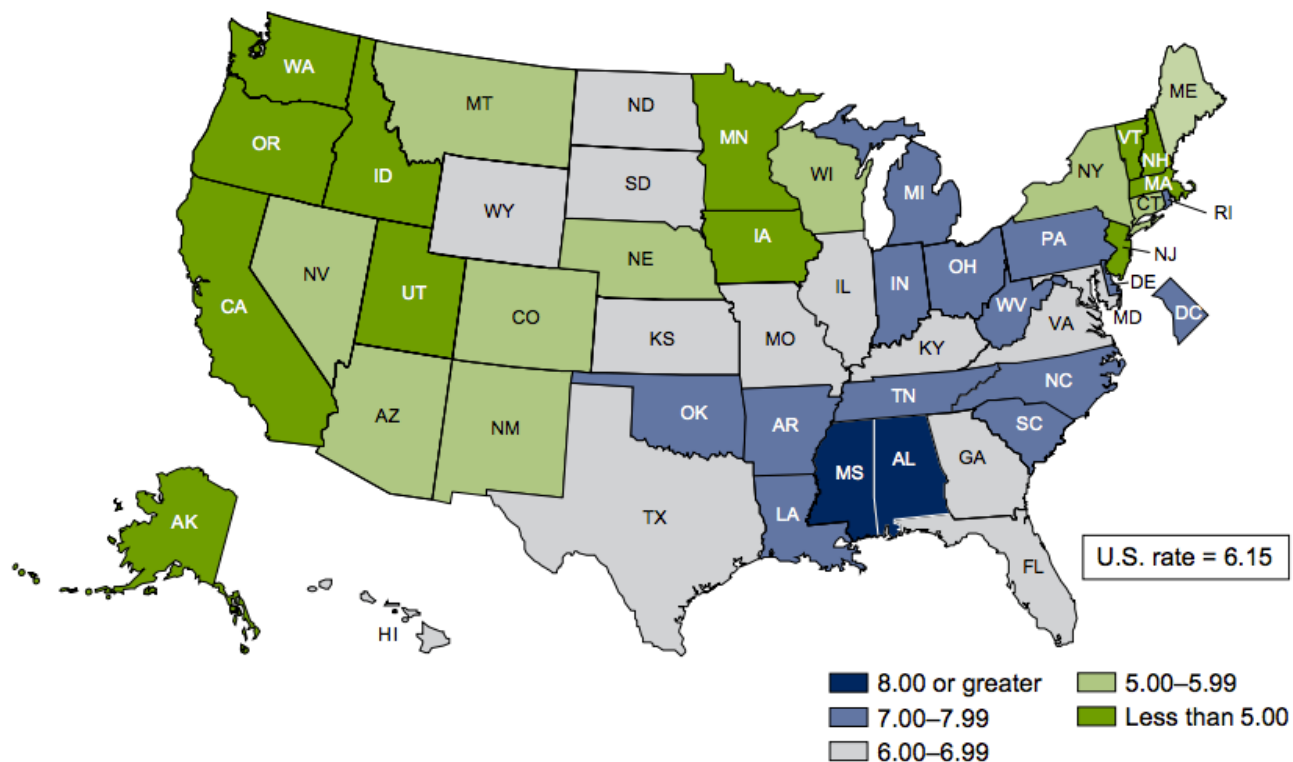 WA
ME
MT
ND
MN
VT
OR
NH
ID
WI
NY
MA
SD
MI
CT
WY
RI
IA
PA
NE
NJ
NV
IL
IN
OH
DE
UT
WV
CA
CO
DC
MD
VA
KS
MO
KY
NC
TN
AZ
OK
NM
AR
SC
MS
AL
GA
TX
LA
AK
U.S. rate = 6.15
FL
HI
8.00 or greater
7.00–7.99
6.00–6.99
5.00–5.99
Less than 5.00